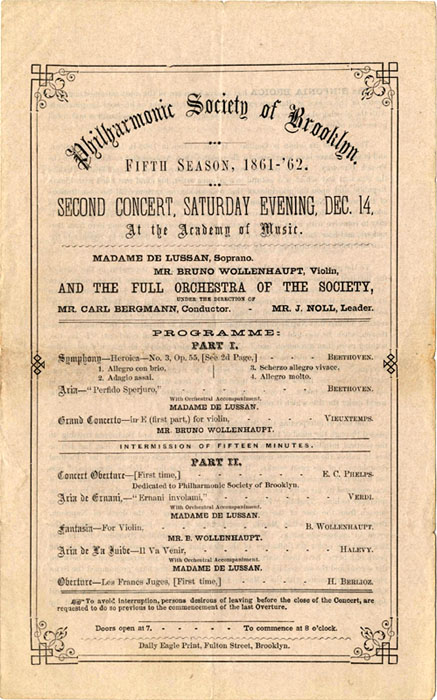 Philharmonic Society of Brooklyn.
FIFTH SEASON, 1861-'62.
SECOND CONCERT, SATURDAY EVENING, DEC. 14,
At the Academy of Music.
MADAME DE LUSSAN, Soprano.
MR. BRUNO WOLLENHAUPT, Violin,
AND THE FULL ORCHESTRA OF THE SOCIETY,
UNDER THE DIRECTION OF
MR. CARL BERGMANN, Conductor. - MR. J. NOLL, Leader.
PROGRAMME:
PART I.
Symphony—Heroica—No. 3, Op. 55, [See 2d Page,] - - - BEETHOVEN.
1. Allegro con brio,
2. Adagio assai.
3. Scherzo allegro vivace,
4. Allegro molto.
Aria—"Perfido Sperjuro," - - - - - - BEETHOVEN.
With Orchestral Accompaniment.
MADAME DE LUSSAN.
Grand Concerto—in E (first part,) for violin, - - - - VIEUXTEMPS.
MR. BRUNO WOLLENHAUPT.
INTERMISSION OF FIFTEEN MINUTES.
PART II.
Concert Overture—[First time,] - - - - - E. C. PHELPS.
Dedicated to Philharmonic Society of Brooklyn.
Aria de Ernani,—"Ernani involami," - - - - - VERDI.
With Orchestral Accompaniment.
MADAME DE LUSSAN.
Fantasia—For Violin, - - - - - B. WOLLENHAUPT.
MR. B. WOLLENHAUPT.
Aria de La Juibe—Il Va Venir, - - - - - HALEVY.
With Orchestral Accompaniment.
MADAME DE LUSSAN.
Overture—Les Francs Juges, [First time,] - - - - H. BERLIOZ.
☞ To avoid interruption, persons desirous of leaving before the close of the Concert, are
requested to do so previous to the commencement of the last Overture.
Doors open at 7. - - - - - To commence at 8 o'clock.
Daily Eagle Print, Fulton Street, Brooklyn.